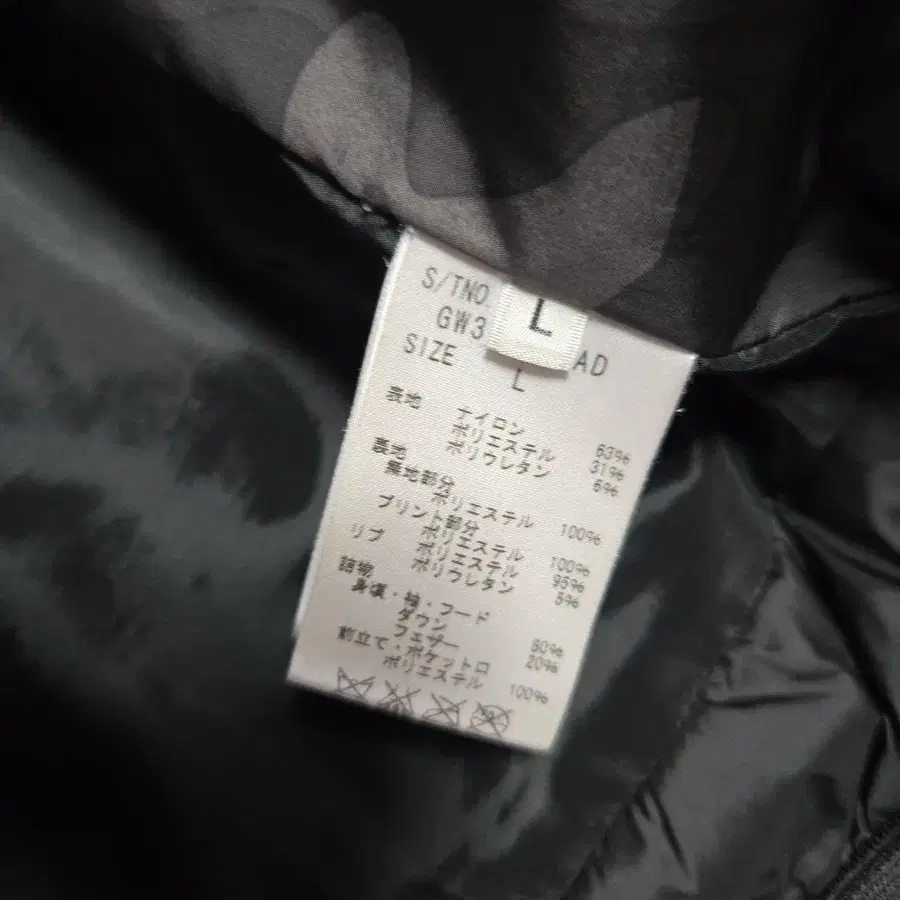 S/TNO
L
GW3
AD
SIZE L
表地 ナイロン 63%
ポリエステル 31%
ポリウレタン 6%
裏地
無地部分
ポリエステル 100%
プリント部分
ポリエステル 100%
リブ ポリエステル 95%
ポリウレタン 5%
詰物
身頃・袖・フード
ダウン 80%
フェザー 20%
前立て・ポケット口
ポリエステル 100%